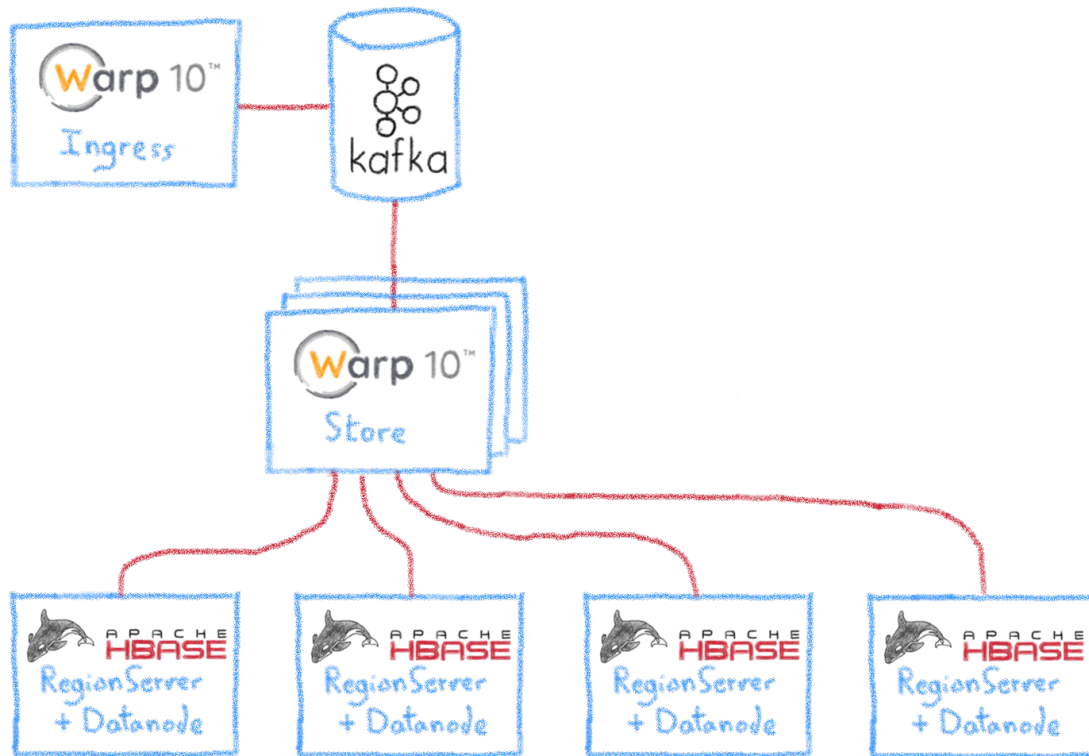 Warp 10™
Ingress
kafka
Warp 10™
Store
APACHE
HBASE
RegionServer
+ Datanode
APACHE
HBASE
RegionServer
+ Datanode
APACHE
HBASE
RegionServer
+ Datanode
APACHE
HBASE
RegionServer
+ Datanode